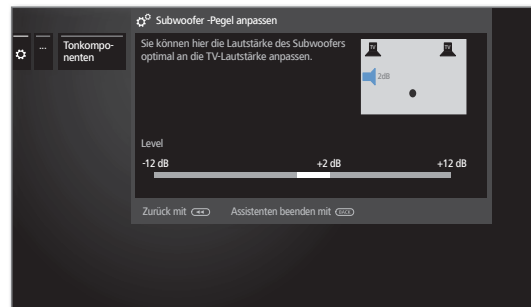 Subwoofer -Pegel anpassen
...
Tonkompo-
nenten
Sie können hier die Lautstärke des Subwoofers
optimal an die TV-Lautstärke anpassen.
TV
TV
2dB
Level
-12 dB
+2 dB
+12 dB
Zurück mit
Assistenten beenden mit BACK